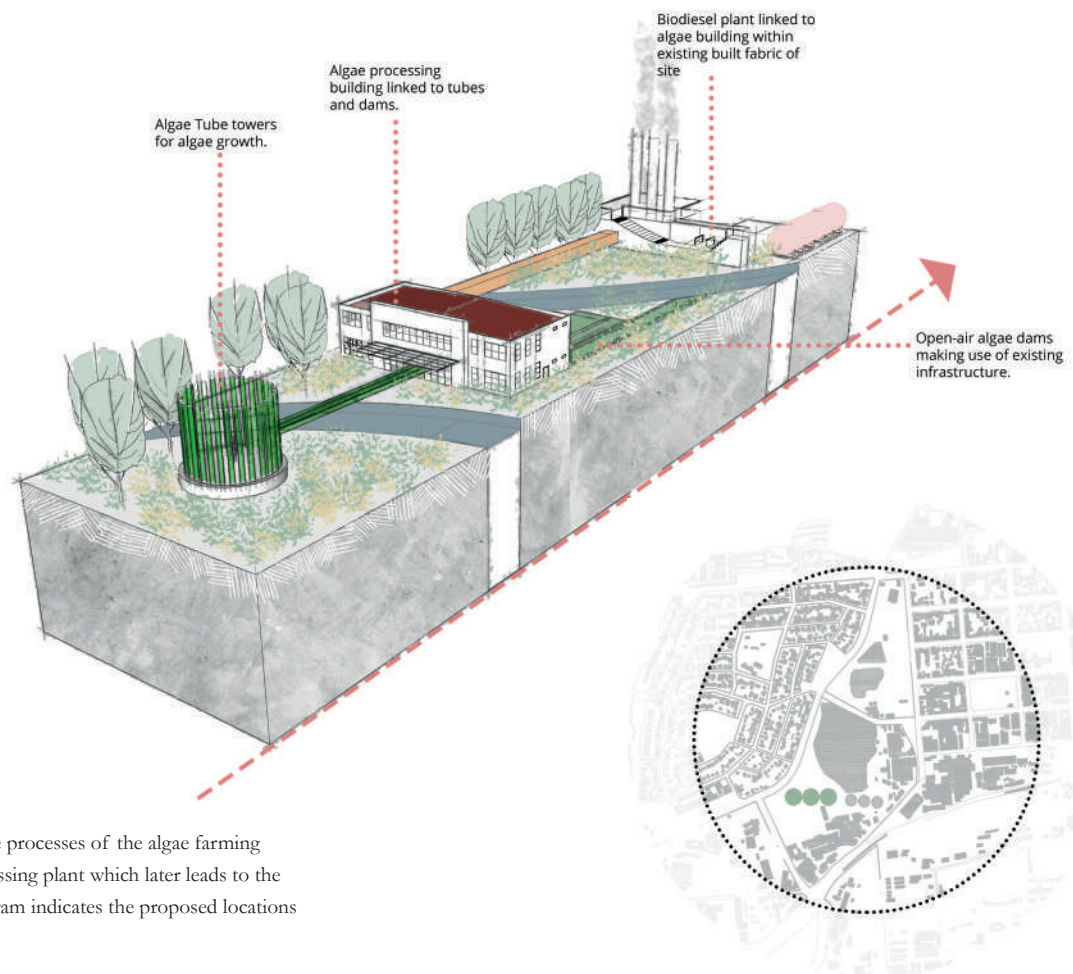 Biodiesel plant linked to
algae building within
existing built fabric of
site
Algae processing
building linked to tubes
and dams.
Algae Tube towers
for algae growth.
Open-air algae dams
making use of existing
infrastructure.
e processes of the algae farming
ssing plant which later leads to the
ram indicates the proposed locations